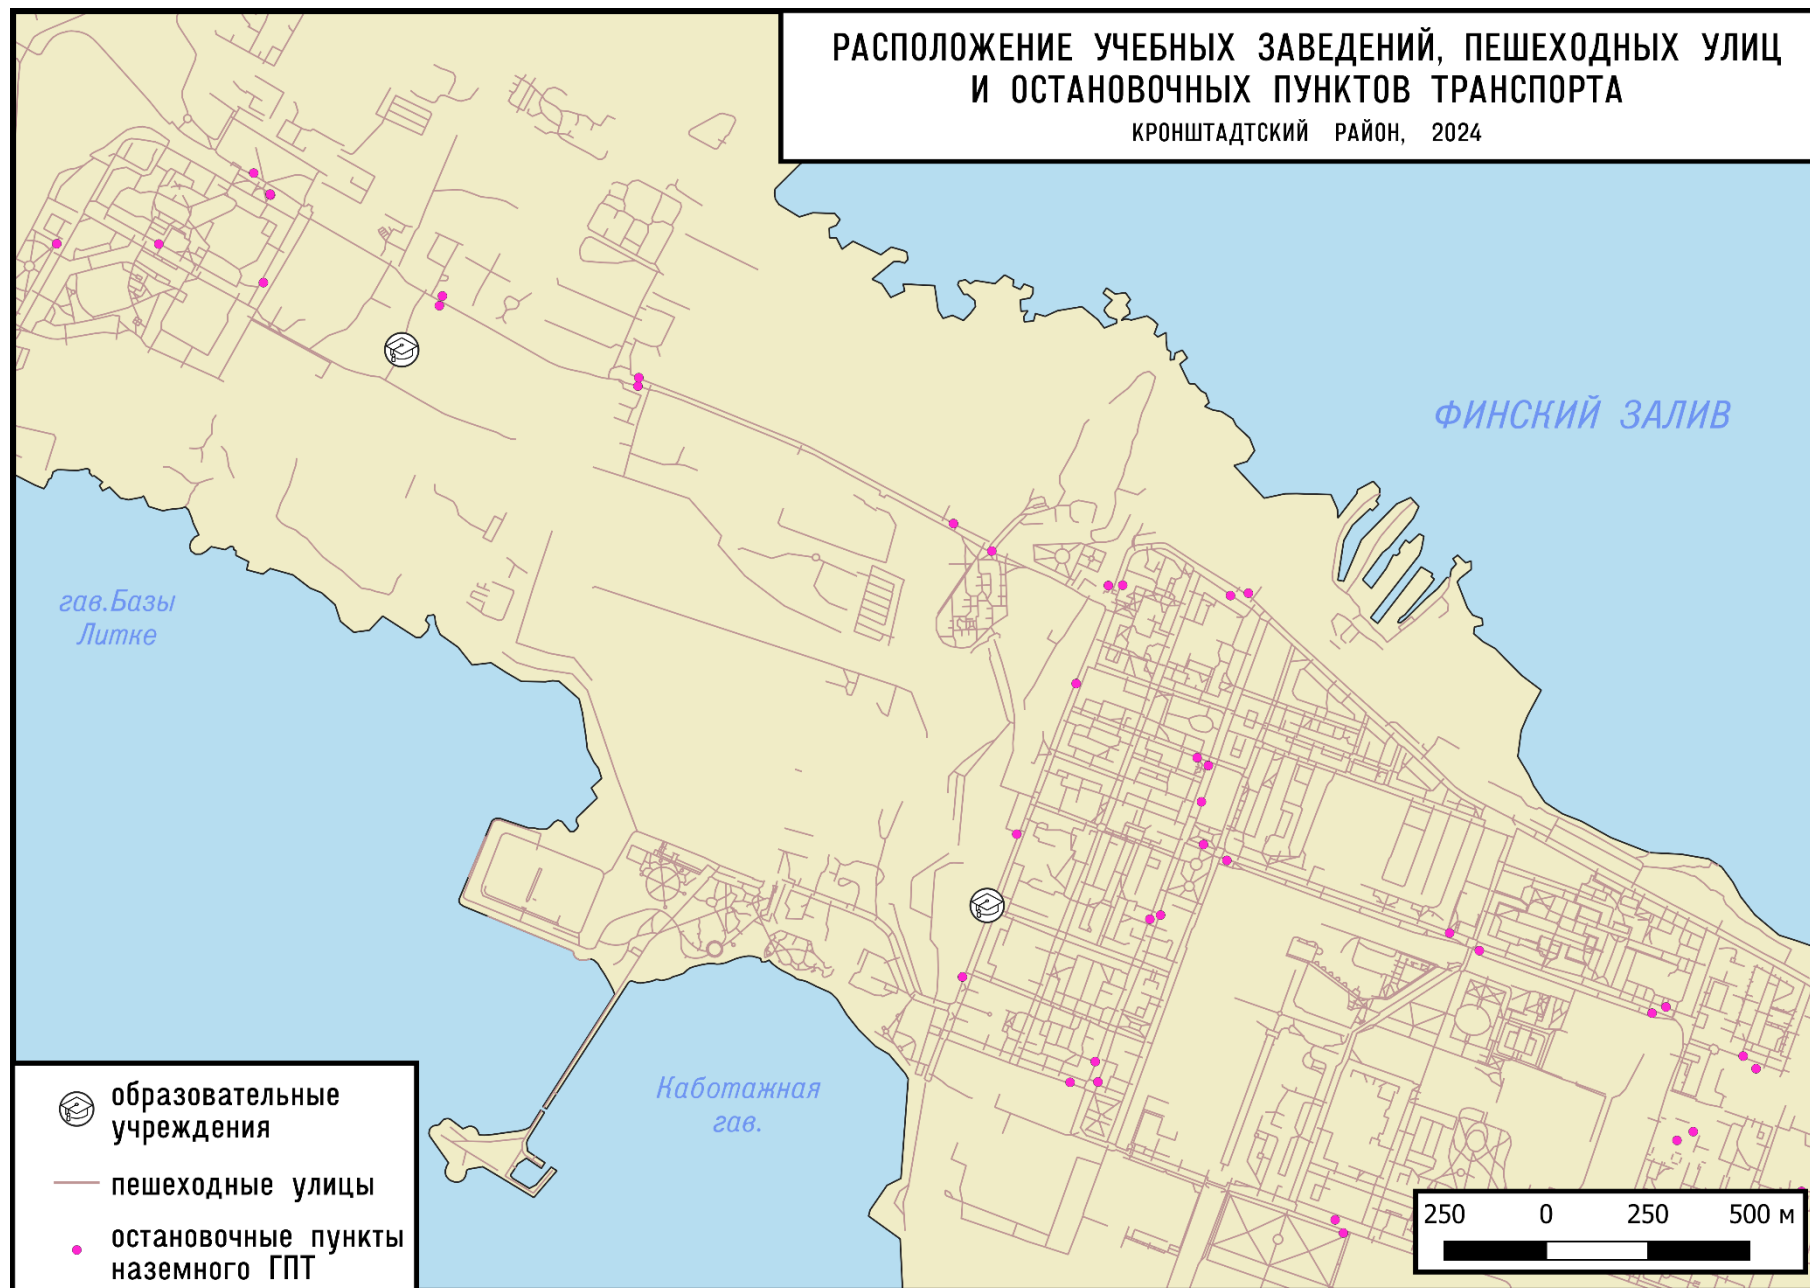 РАСПОЛОЖЕНИЕ УЧЕБНЫХ ЗАВЕДЕНИЙ, ПЕШЕХОДНЫХ УЛИЦ
И ОСТАНОВОЧНЫХ ПУНКТОВ ТРАНСПОРТА
КРОНШТАДТСКИЙ РАЙОН, 2024
ФИНСКИЙ ЗАЛИВ
гав.Базы
Литке
Каботажная
гав.
образовательные
учреждения
пешеходные улицы
остановочные пункты
наземного ГПТ
250 0 250 500 м